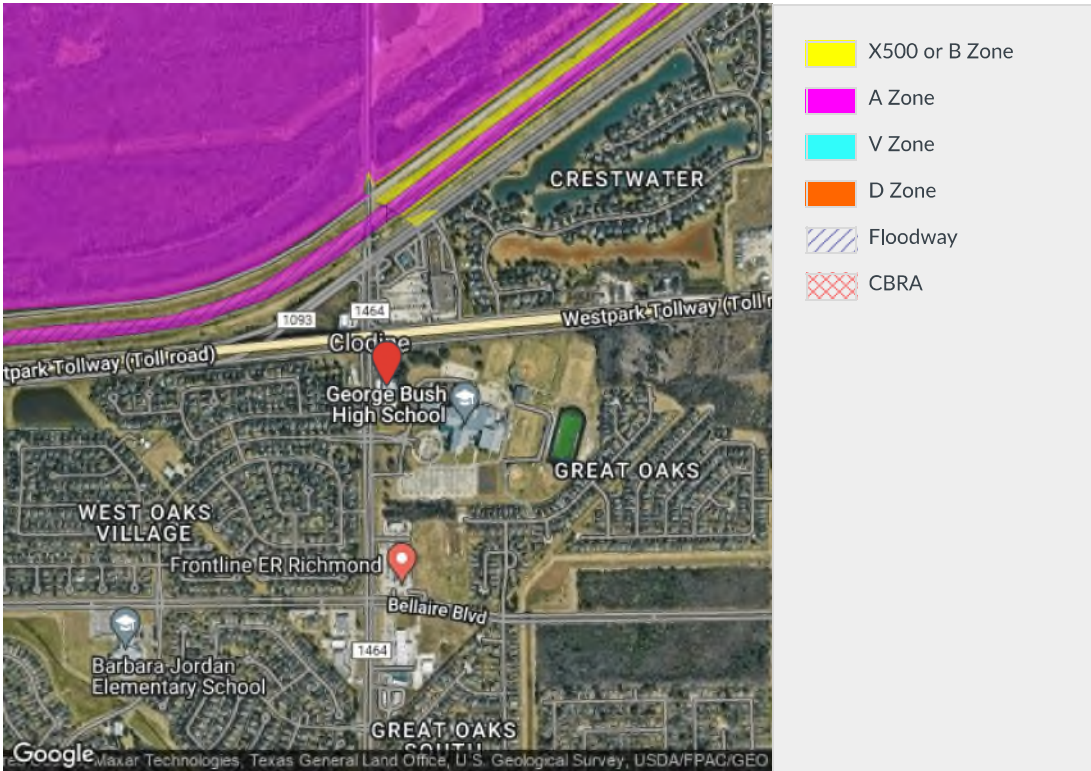 CRESTWATER
1464
1093
Westpark Tollway (Toll r
Clodine
tpark Tollway (Toll road)
George Bush
High School
GREAT OAKS
WEST OAKS
VILLAGE
Frontline ER Richmond
Bellaire Blvd
1464
Barbara Jordan
Elementary School
GREAT OAKS
SOUTH
Google
Maxar Technologies, Texas General Land Office, U.S. Geological Survey, USDA/FPAC/GEO
X500 or B Zone
A Zone
V Zone
D Zone
Floodway
CBRA